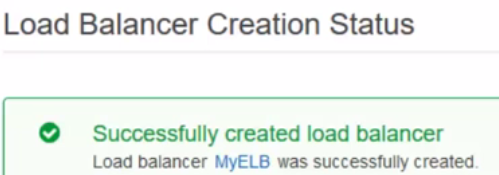 Load Balancer Creation Status
Successfully created load balancer
Load balancer MyELB was successfully created.